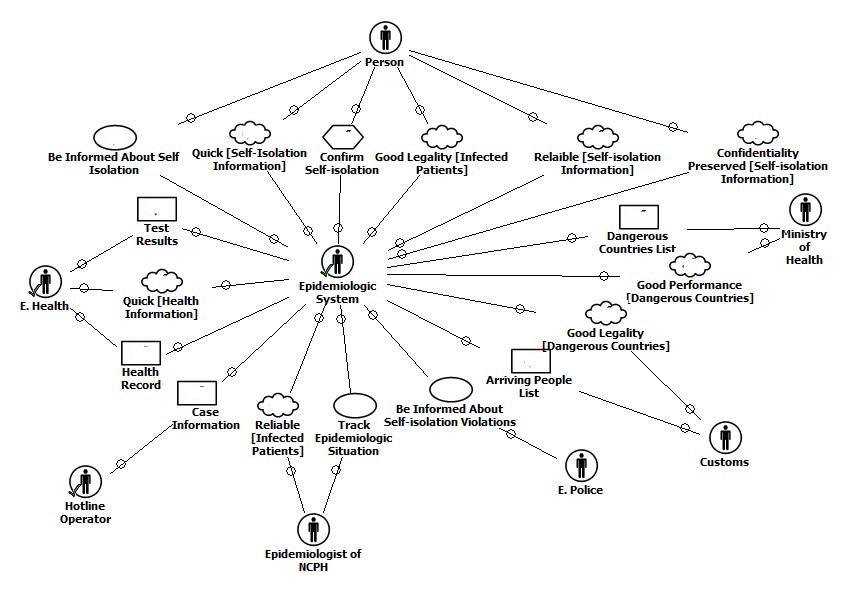 Person
Be Informed About Self
Isolation
Quick [Self-Isolation
Information]
Confirm
Self-isolation
Good Legality [Infected
Patients]
Relaible [Self-isolation
Information]
Confidentiality
Preserved [Self-isolation
Information]
Test
Results
Dangerous
Countries List
Ministry
of
Health
E. Health
Quick [Health
Information]
Epidemiologic
System
Good Performance
[Dangerous Countries]
Good Legality
[Dangerous Countries]
Health
Record
Case
Information
Reliable
[Infected
Patients]
Track
Epidemiologic
Situation
Be Informed About
Self-isolation Violations
Arriving People
List
Customs
E. Police
Hotline
Operator
Epidemiologist of
NCPH